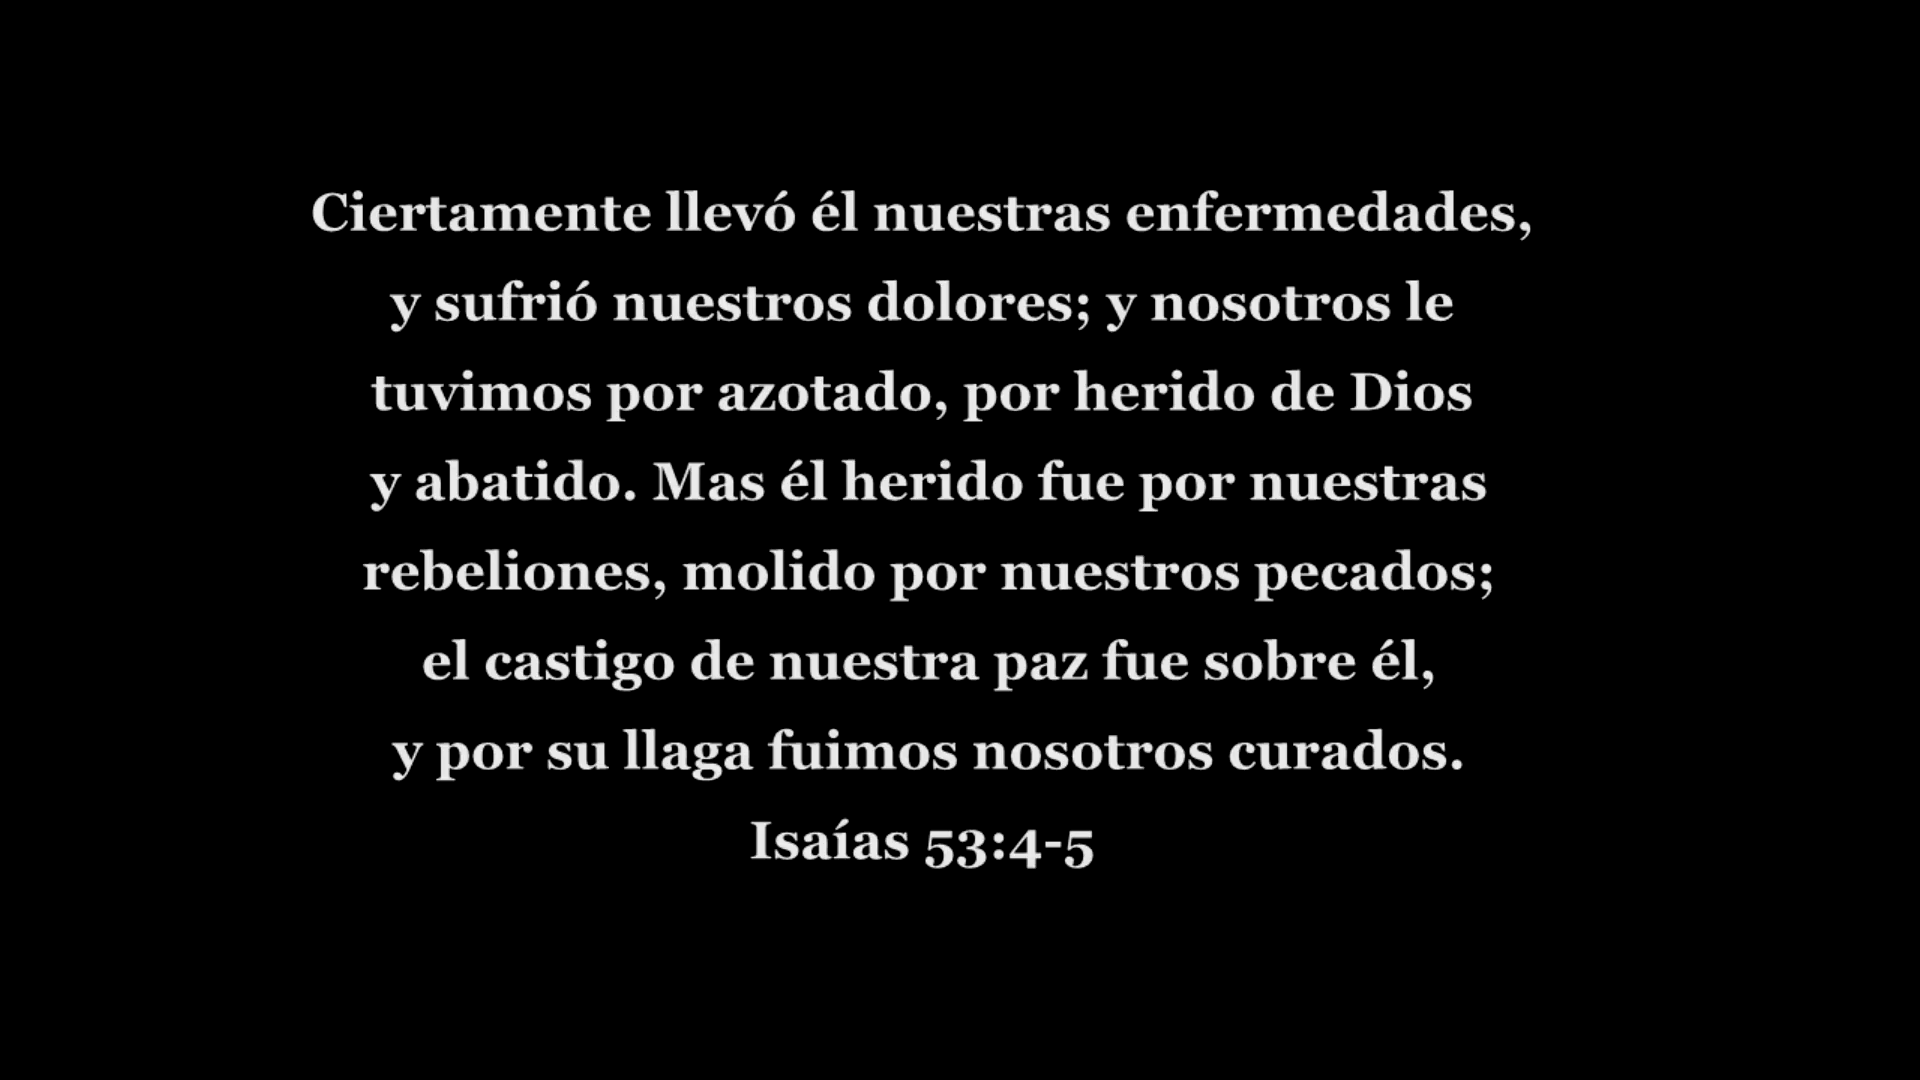 Ciertamente llevó él nuestras enfermedades,
y sufrió nuestros dolores; y nosotros le
tuvimos por azotado, por herido de Dios
y abatido. Mas él herido fue por nuestras
rebeliones, molido por nuestros pecados;
el castigo de nuestra paz fue sobre él,
y por su llaga fuimos nosotros curados.
Isaías 53:4-5